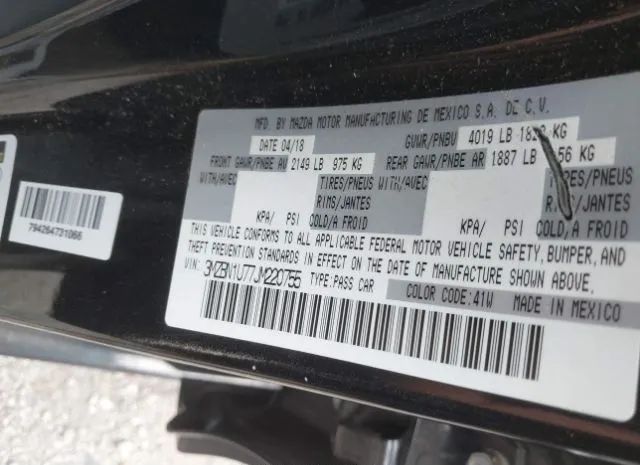 MFD. BY MAZDA MOTOR MANUFACTURING DE MEXICO S.A. DE C.V.
DATE 04/18 GVWR/PNBV 4019 LB KG
FRONT GAWR/PNBE AV 2149 LB 975 KG REAR GAWR/PNBE AR 1887 LB 56 KG
WITH/AVEC TIRES/PNEUS WITH/AVEC TIRES/PNEUS
RIMS/JANTES RIMS/JANTES
KPA/ PSI COLD/A FROID KPA/ PSI COLD/A FROID
THIS VEHICLE CONFORMS TO ALL APPLICABLE FEDERAL MOTOR VEHICLE SAFETY, BUMPER, AND
THEFT PREVENTION STANDARDS IN EFFECT ON THE DATE OF MANUFACTURE SHOWN ABOVE.
VIN: 3MZBN1U77JM220755 TYPE:PASS CAR
COLOR CODE:41W MADE IN MEXICO
794264731066